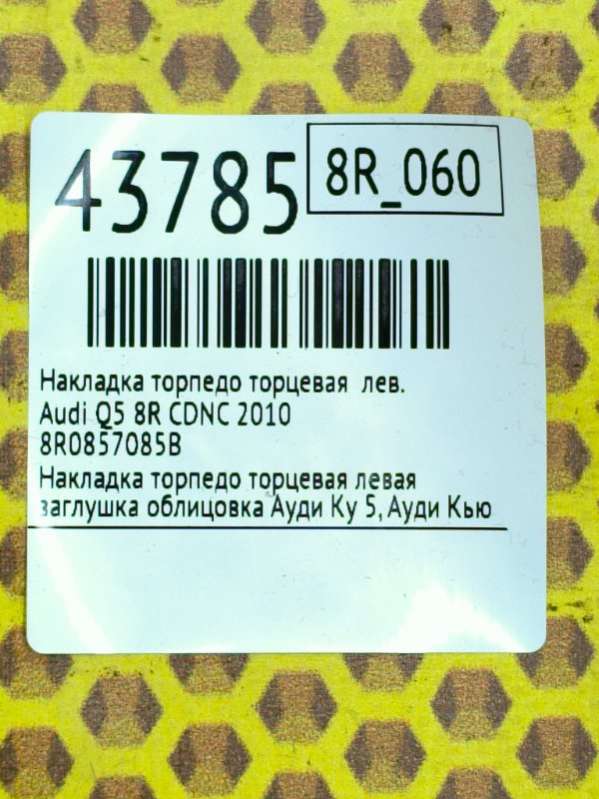 43785
8R_060
Накладка торпедо торцевая лев.
Audi Q5 8R CDNC 2010
8R0857085B
Накладка торпедо торцевая левая
заглушка облицовка Ауди Ку 5, Ауди Кью